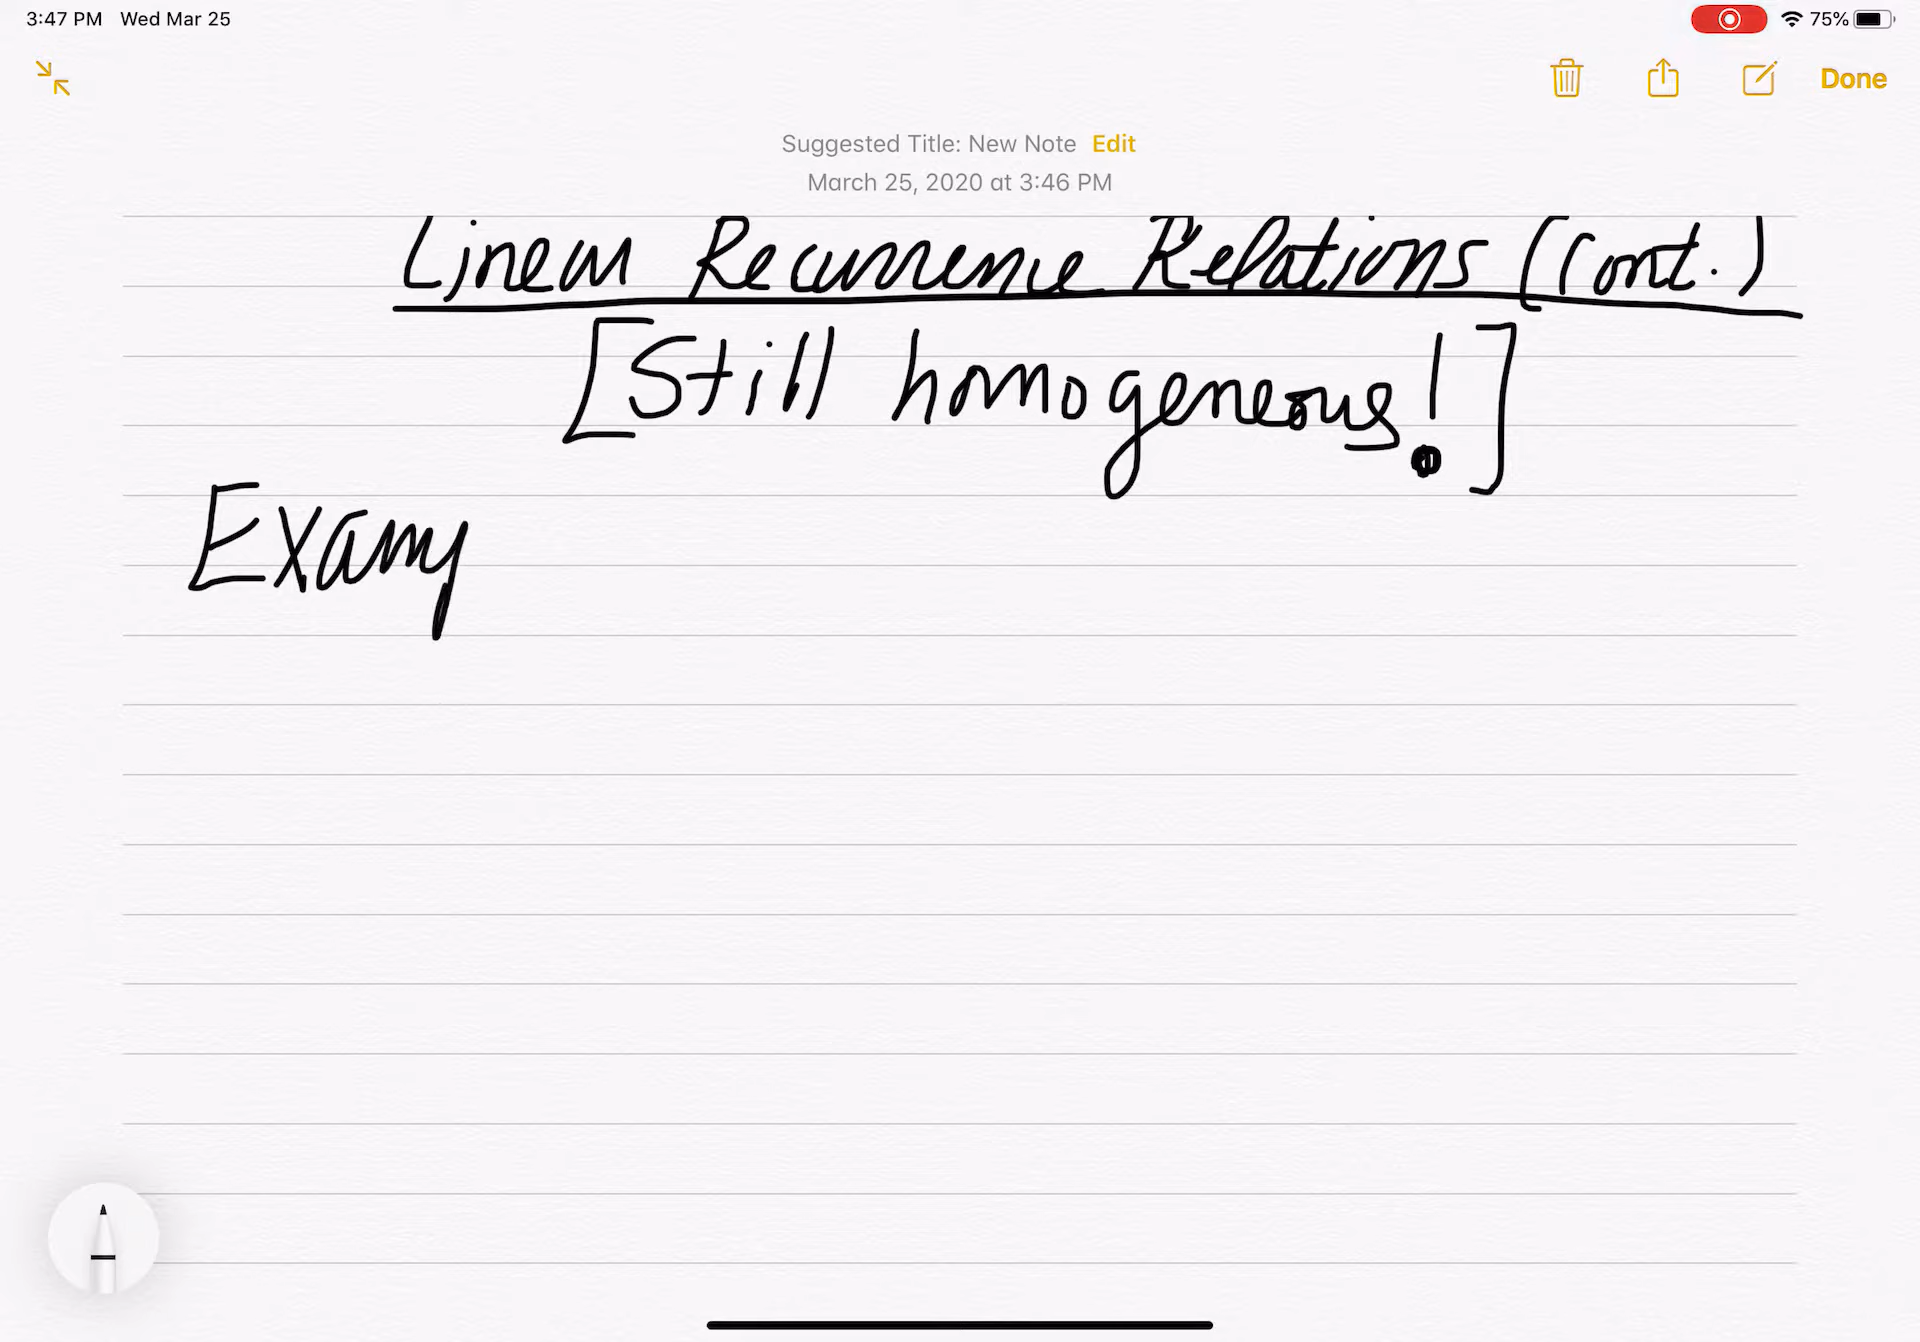 3:47 PM Wed Mar 25 75%
Done
Suggested Title: New Note Edit
March 25, 2020 at 3:46 PM
Linear Recurrence Relations (Cont.)
[Still homogeneous!]
Examp